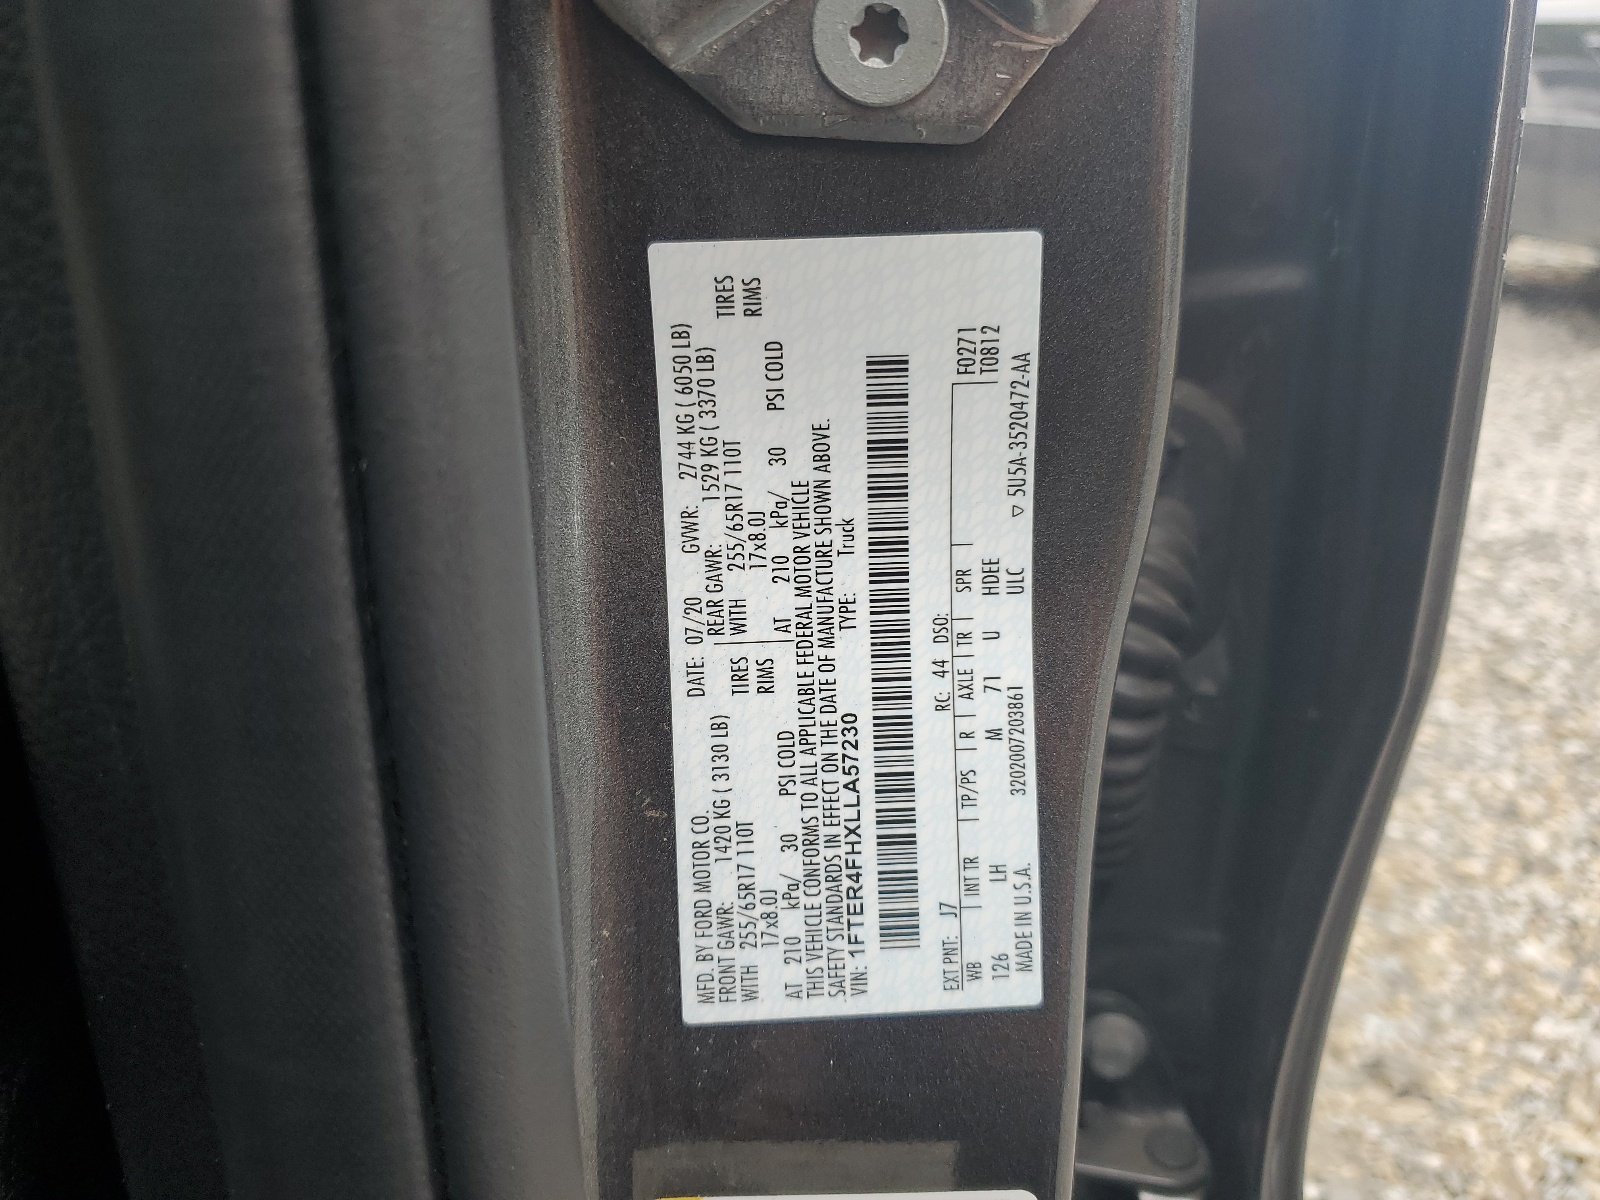 MFD. BY FORD MOTOR CO. DATE: 07/20 GVWR: 2744 KG ( 6050 LB)
FRONT GAWR: 1420 KG ( 3130 LB) REAR GAWR: 1529 KG ( 3370 LB)
WITH 255/65R17 110T TIRES WITH 255/65R17 110T TIRES
17x8.0J RIMS 17x8.0J RIMS
AT 210 kPa/ 30 PSI COLD AT 210 kPa/ 30 PSI COLD
THIS VEHICLE CONFORMS TO ALL APPLICABLE FEDERAL MOTOR VEHICLE
SAFETY STANDARDS IN EFFECT ON THE DATE OF MANUFACTURE SHOWN ABOVE.
VIN: 1FTER4FHXLLA57230 TYPE: Truck
EXT PNT: J7 RC: 44 DSO: F0271
WB INT TR TP/PS R AXLE TR SPR T0812
126 LH M 71 U HDEE
MADE IN U.S.A. 3202007203861 ULC ▽ 5U5A-3520472-AA